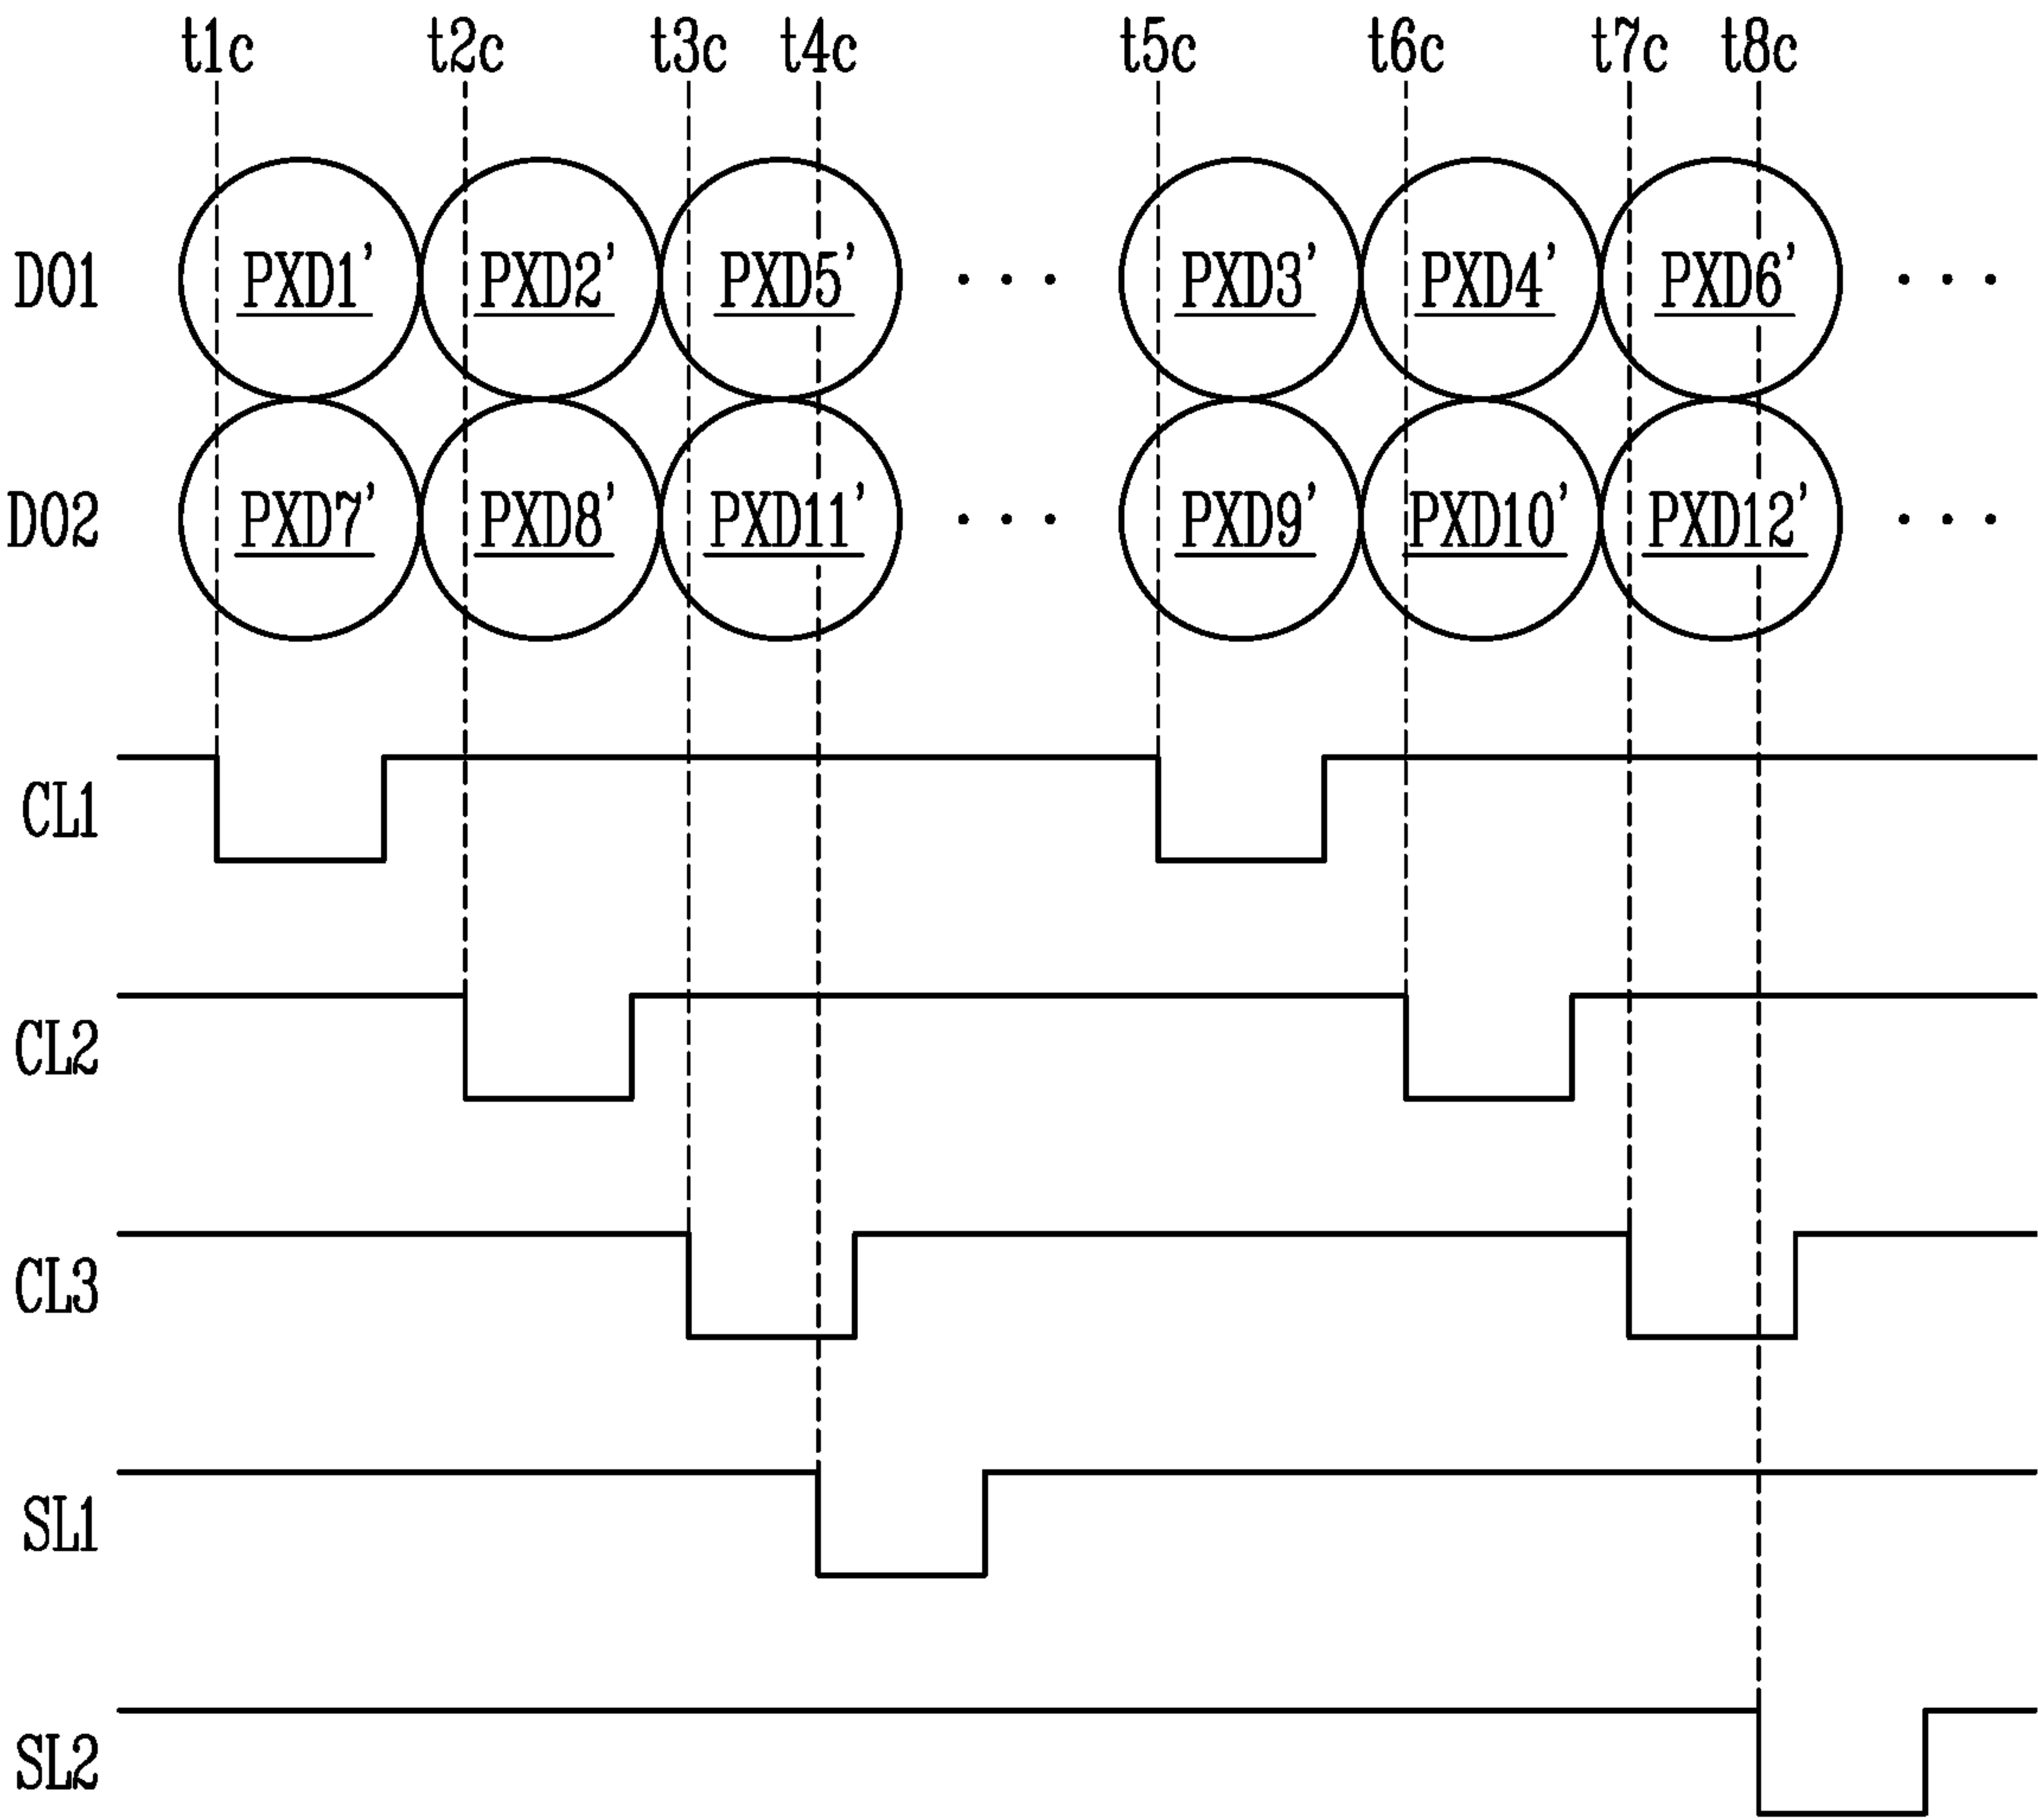 t1c t2c t3c t4c t5c t6c t7c t8c
DO1 PXD1' PXD2' PXD5' ··· PXD3' PXD4' PXD6' ···
DO2 PXD7' PXD8' PXD11' ··· PXD9' PXD10' PXD12' ···
CL1
CL2
CL3
SL1
SL2